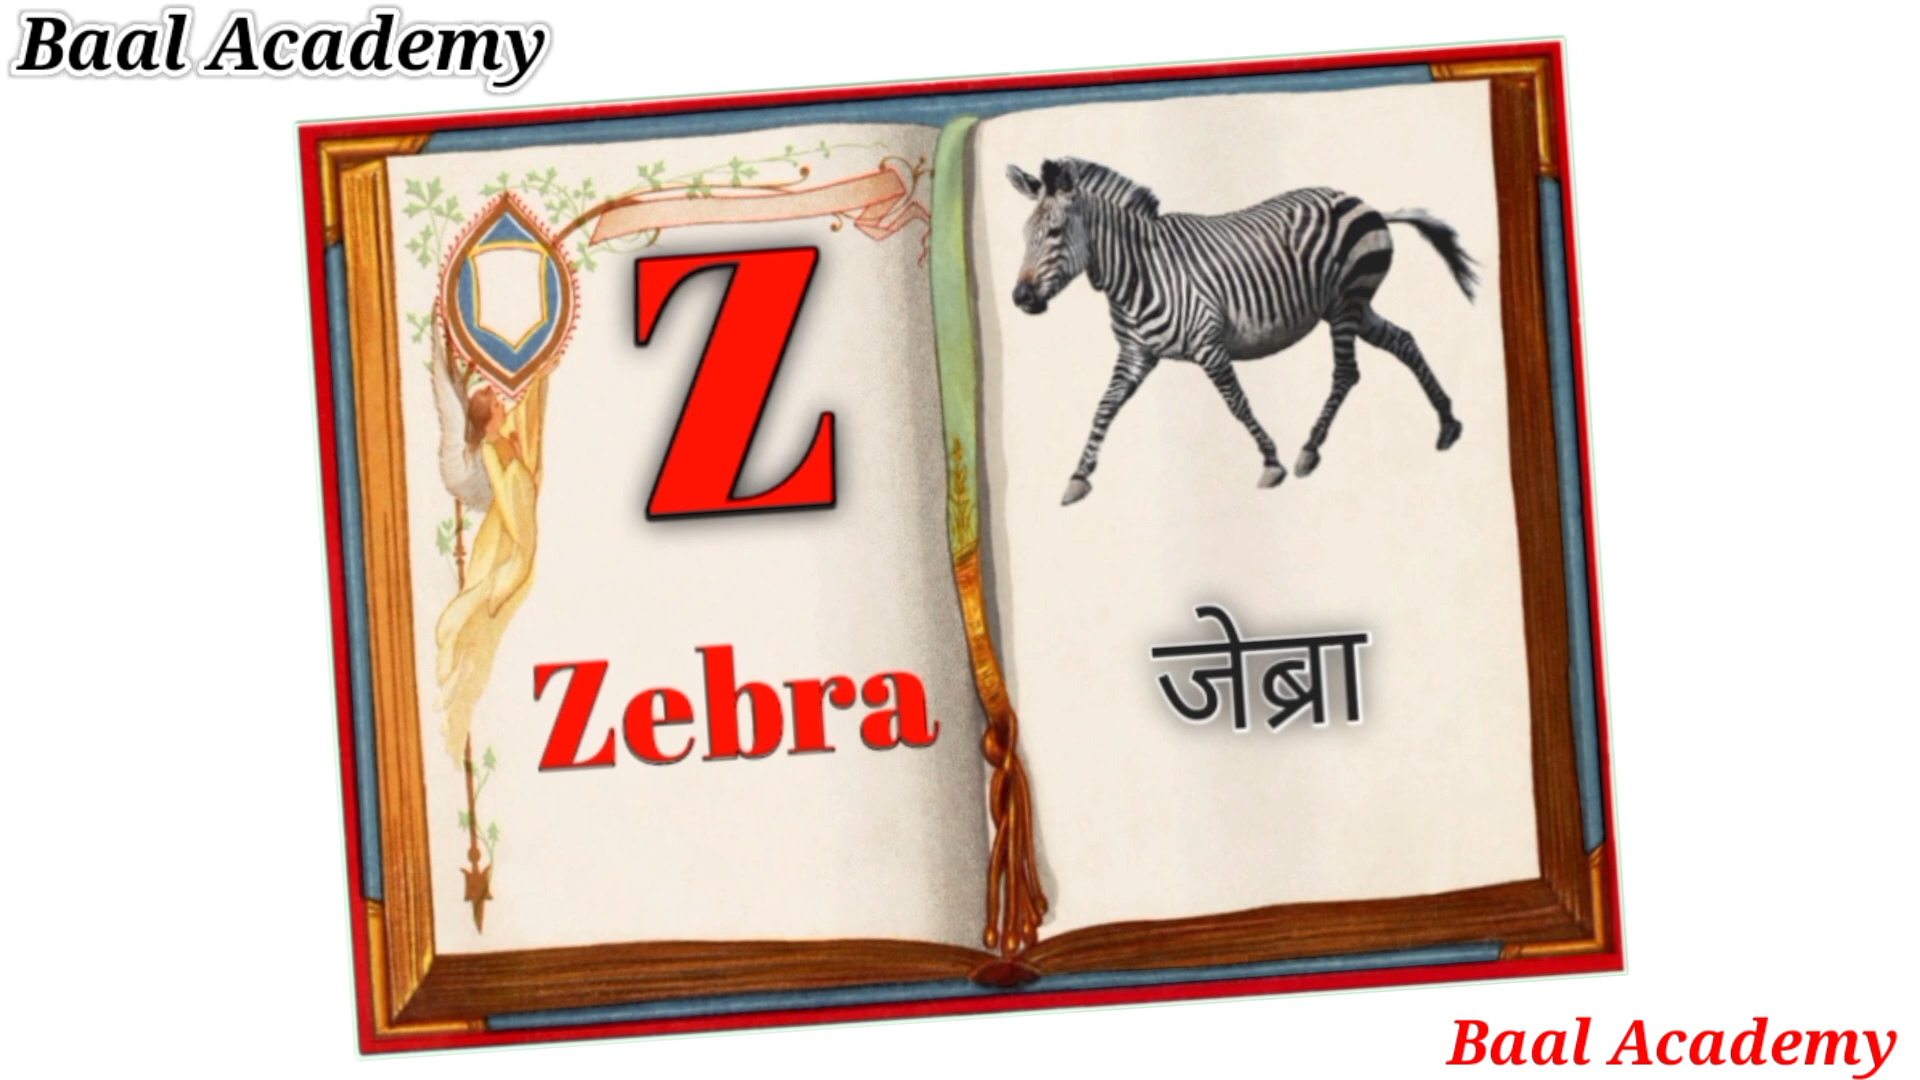 Baal Academy
Z
Zebra
जेब्रा
Baal Academy